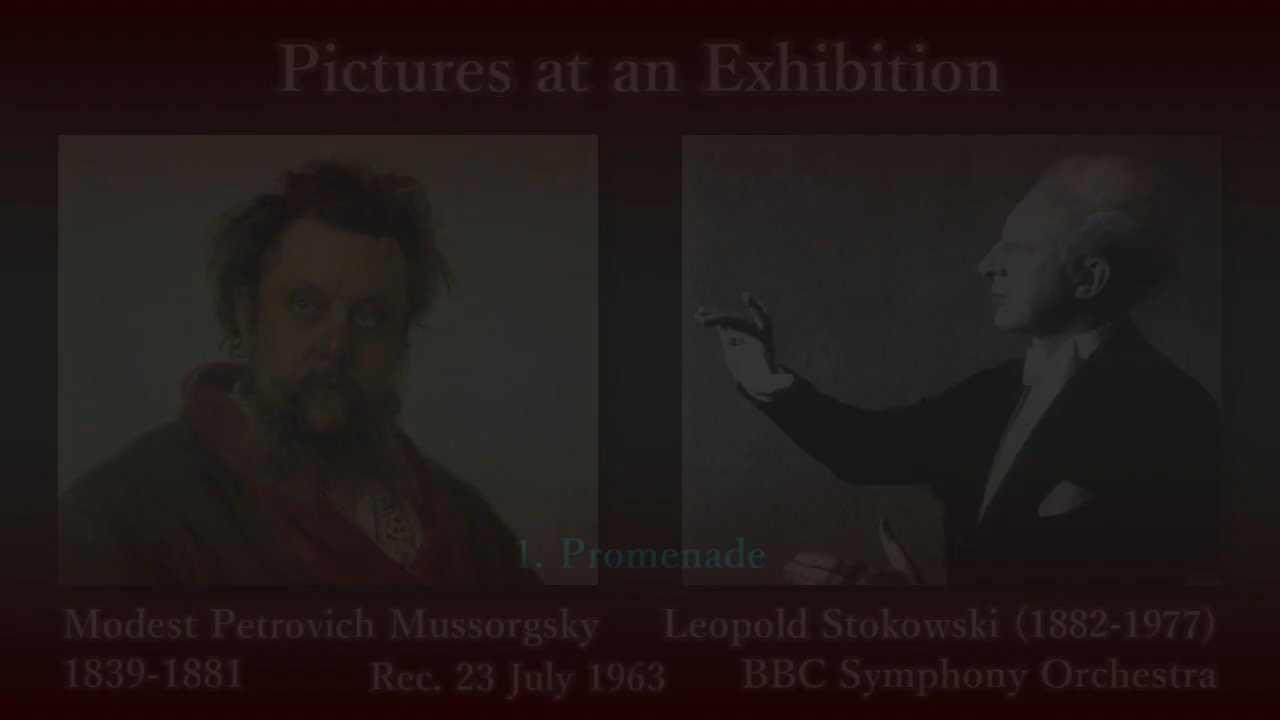 Pictures at an Exhibition
1. Promenade
Modest Petrovich Mussorgsky
1839-1881
Rec. 23 July 1963
Leopold Stokowski (1882-1977)
BBC Symphony Orchestra